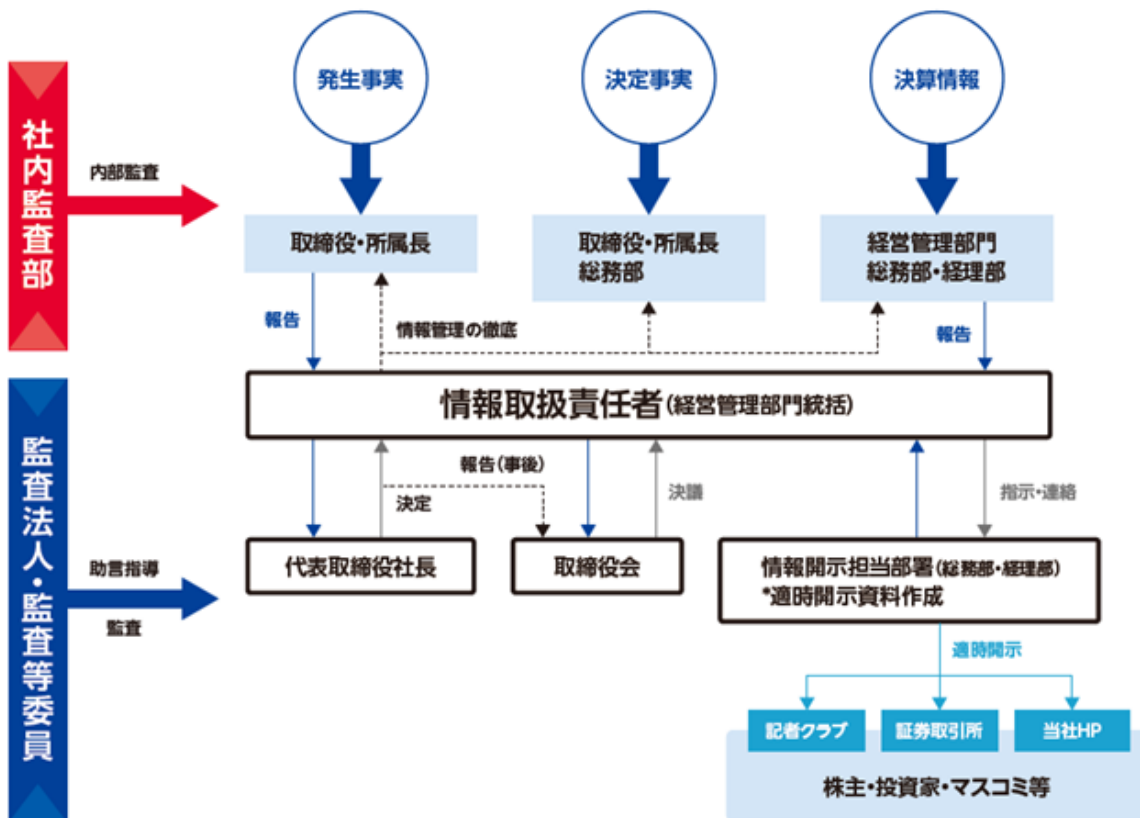 発生事実
決定事実
決算情報
社内監査部
内部監査
取締役・所属長
取締役・所属長
総務部
経営管理部門
総務部・経理部
報告
情報管理の徹底
報告
情報取扱責任者(経営管理部門統括)
監査法人・監査等委員
報告(事後)
決定
決議
指示・連絡
助言指導
監査
代表取締役社長
取締役会
情報開示担当部署(総務部・経理部)
*適時開示資料作成
適時開示
記者クラブ
証券取引所
当社HP
株主・投資家・マスコミ等